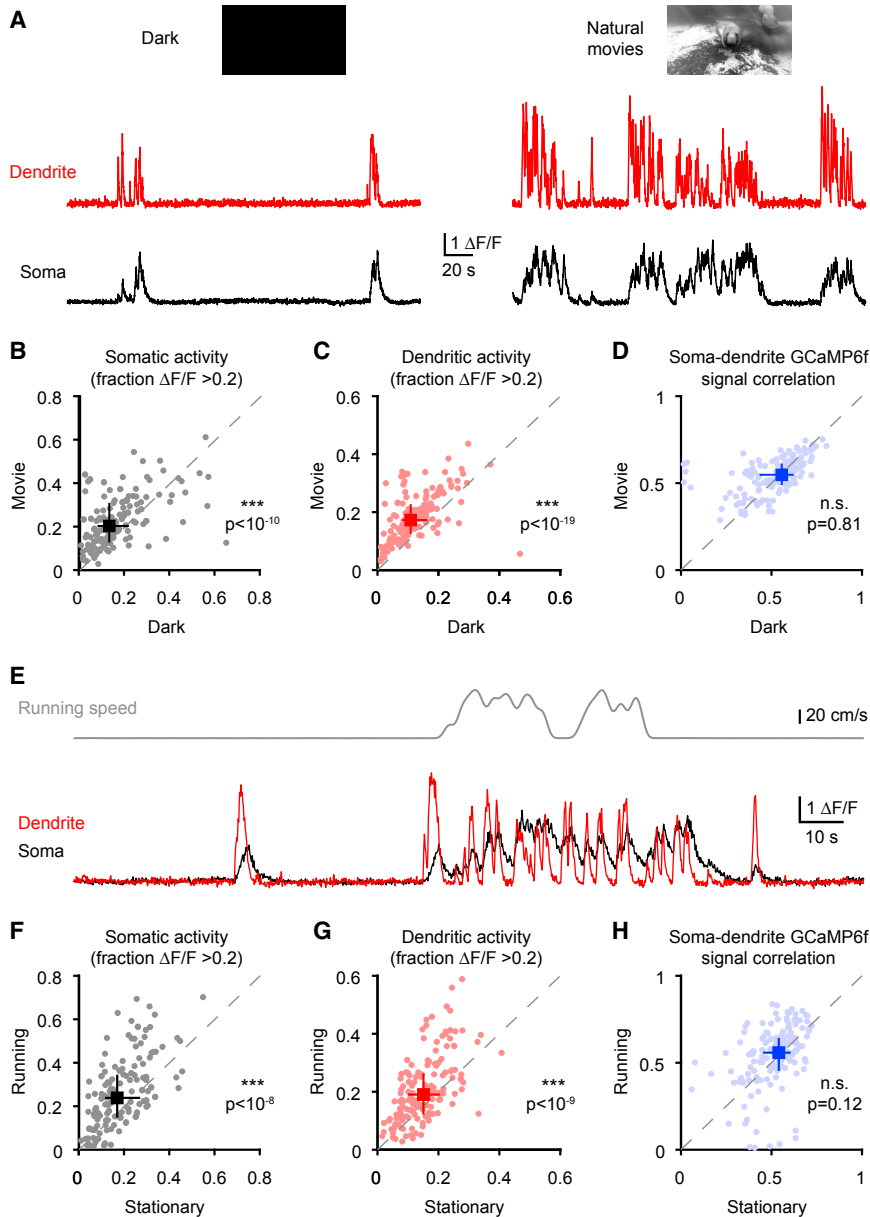 A
Dark
Natural
movies
Dendrite
Soma
1 ΔF/F
20 s
B
Somatic activity
(fraction ΔF/F >0.2)
0.8
0.6
0.4
0.2
0
Movie
***
p<10-10
0
0.2
0.4
0.6
0.8
Dark
C
Dendritic activity
(fraction ΔF/F >0.2)
0.6
0.4
0.2
0
Movie
***
p<10-19
0
0.2
0.4
0.6
Dark
D
Soma-dendrite GCaMP6f
signal correlation
1
0.5
0
Movie
n.s.
p=0.81
0
0.5
1
Dark
E
Running speed
20 cm/s
Dendrite
Soma
1 ΔF/F
10 s
F
Somatic activity
(fraction ΔF/F >0.2)
0.8
0.6
0.4
0.2
0
Running
***
p<10-8
0
0.2
0.4
0.6
0.8
Stationary
G
Dendritic activity
(fraction ΔF/F >0.2)
0.6
0.4
0.2
0
Running
***
p<10-9
0
0.2
0.4
0.6
Stationary
H
Soma-dendrite GCaMP6f
signal correlation
1
0.5
0
Running
n.s.
p=0.12
0
0.5
1
Stationary